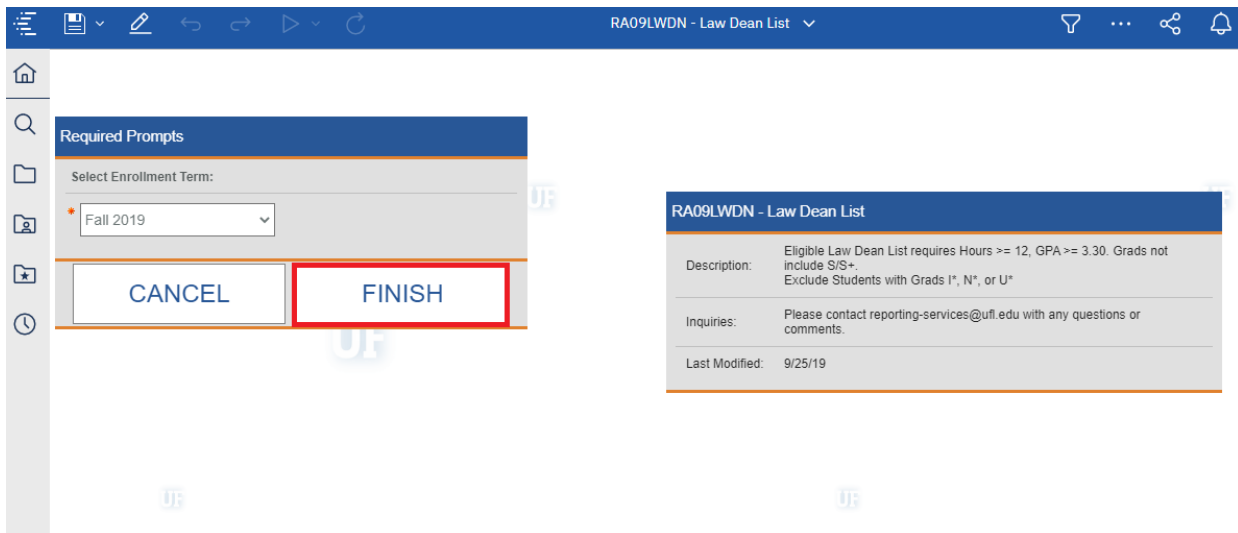 RA09LWDN - Law Dean List
Required Prompts
Select Enrollment Term:
* Fall 2019
CANCEL
FINISH
UF
UF
UF
UF
UF
RA09LWDN - Law Dean List
Description:
Eligible Law Dean List requires Hours >= 12, GPA >= 3.30. Grads not
include S/S+.
Exclude Students with Grads I*, N*, or U*
Inquiries:
Please contact reporting-services@ufl.edu with any questions or
comments.
Last Modified: 9/25/19